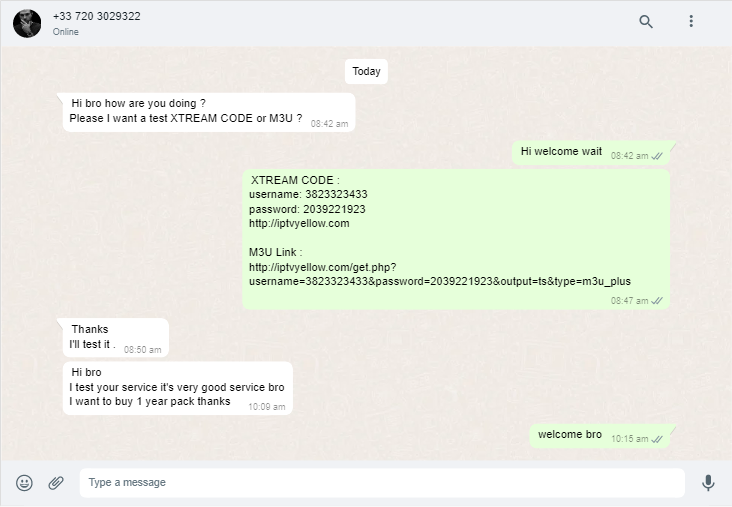 +33 720 3029322
Online
Today
Hi bro how are you doing ?
Please I want a test XTREAM CODE or M3U ?
08:42 am
Hi welcome wait
08:42 am
XTREAM CODE :
username: 3823323433
password: 2039221923
http://iptvyellow.com
M3U Link :
http://iptvyellow.com/get.php?
username=3823323433&password=2039221923&output=ts&type=m3u_plus
08:47 am
Thanks
I'll test it .
08:50 am
Hi bro
I test your service it's very good service bro
I want to buy 1 year pack thanks
10:09 am
welcome bro
10:15 am
Type a message